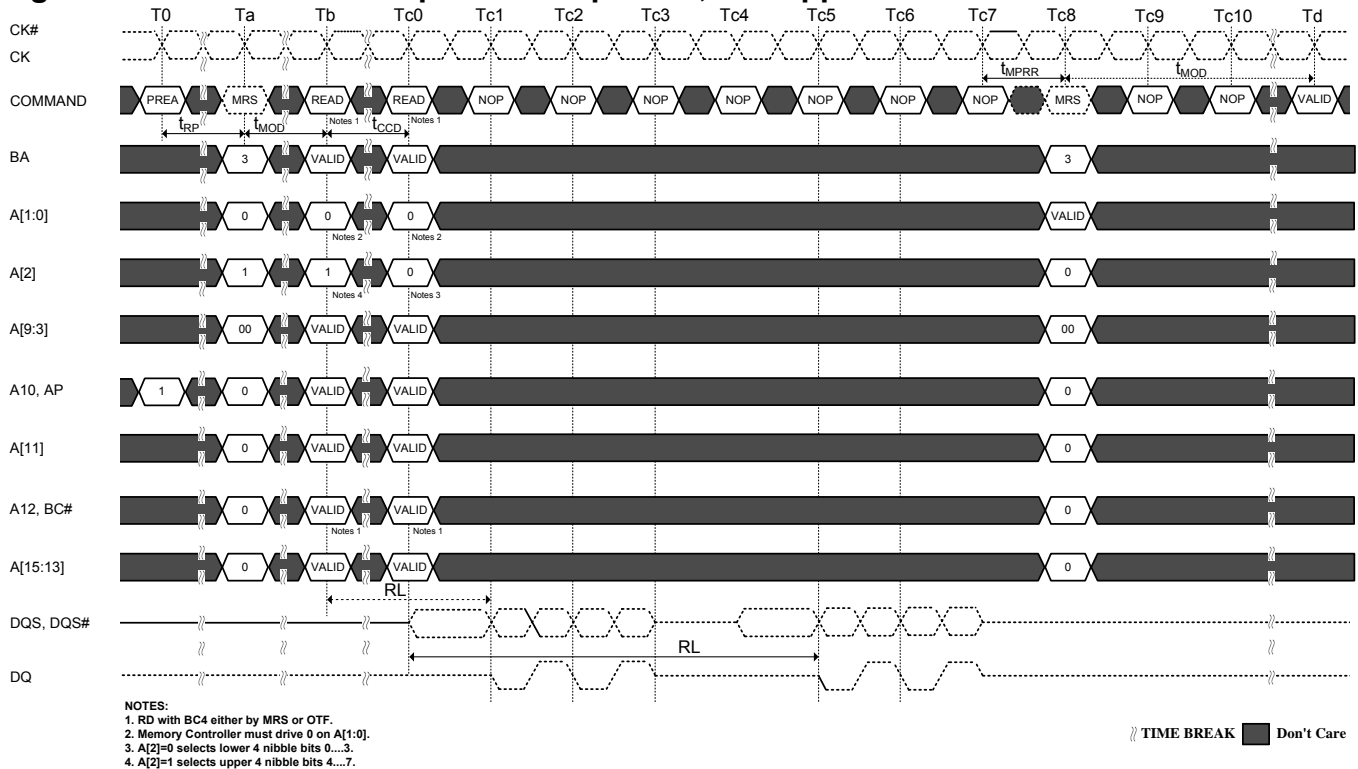 T0 Ta Tb Tc0 Tc1 Tc2 Tc3 Tc4 Tc5 Tc6 Tc7 Tc8 Tc9 Tc10 Td
CK#
CK
tMPRR tMOD
COMMAND PREA MRS READ READ NOP NOP NOP NOP NOP NOP NOP MRS NOP NOP VALID
Notes 1 Notes 1
tRP tMOD tCCD
BA 3 VALID VALID 3
A[1:0] 0 0 0 VALID
Notes 2 Notes 2
A[2] 1 1 0 0
Notes 4 Notes 3
A[9:3] 00 VALID VALID 00
A10, AP 1 0 VALID VALID 0
A[11] 0 VALID VALID 0
A12, BC# 0 VALID VALID 0
Notes 1 Notes 1
A[15:13] 0 VALID VALID 0
RL
DQS, DQS#
RL
DQ
NOTES:
1. RD with BC4 either by MRS or OTF.
2. Memory Controller must drive 0 on A[1:0].
3. A[2]=0 selects lower 4 nibble bits 0....3.
4. A[2]=1 selects upper 4 nibble bits 4....7.
TIME BREAK Don't Care